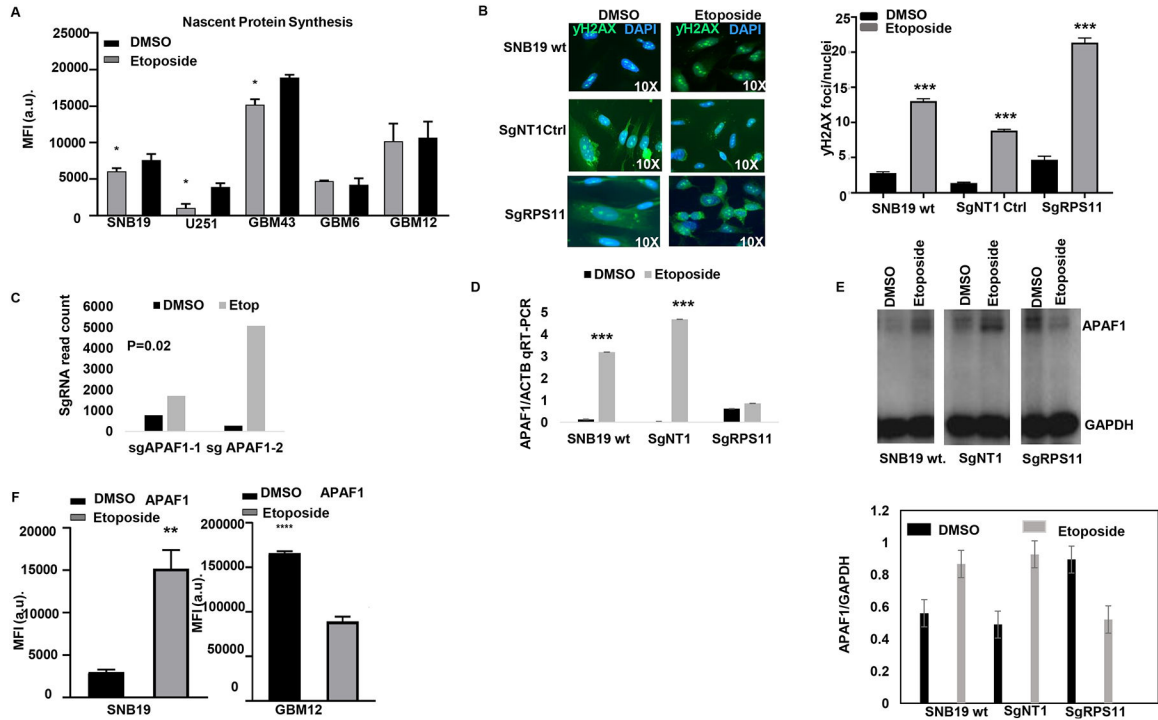 A
Nascent Protein Synthesis
25000
20000
15000
10000
5000
0
MFI (a.u).
DMSO
Etoposide
*
*
*
SNB19
U251
GBM43
GBM6
GBM12
B
DMSO
Etoposide
yH2AX DAPI
yH2AX DAPI
SNB19 wt
10X
10X
SgNT1Ctrl
10X
10X
SgRPS11
10X
10X
DMSO
Etoposide
25
20
15
10
5
0
yH2AX foci/nuclei
***
***
***
SNB19 wt
SgNT1 Ctrl
SgRPS11
C
DMSO
Etop
6000
5000
4000
3000
2000
1000
0
SgRNA read count
P=0.02
sgAPAF1-1
sg APAF1-2
D
DMSO
Etoposide
5
4
3
2
1
0
APAF1/ACTB qRT-PCR
***
***
SNB19 wt
SgNT1
SgRPS11
E
DMSO
Etoposide
DMSO
Etoposide
DMSO
Etoposide
APAF1
GAPDH
SNB19 wt.
SgNT1
SgRPS11
F
DMSO APAF1
Etoposide
20000
15000
10000
5000
0
MFI (a.u).
**
SNB19
DMSO APAF1
Etoposide
200000
150000
100000
50000
0
MFI (a.u).
****
GBM12
DMSO
Etoposide
1.2
1
0.8
0.6
0.4
0.2
0
APAF1/GAPDH
SNB19 wt
SgNT1
SgRPS11